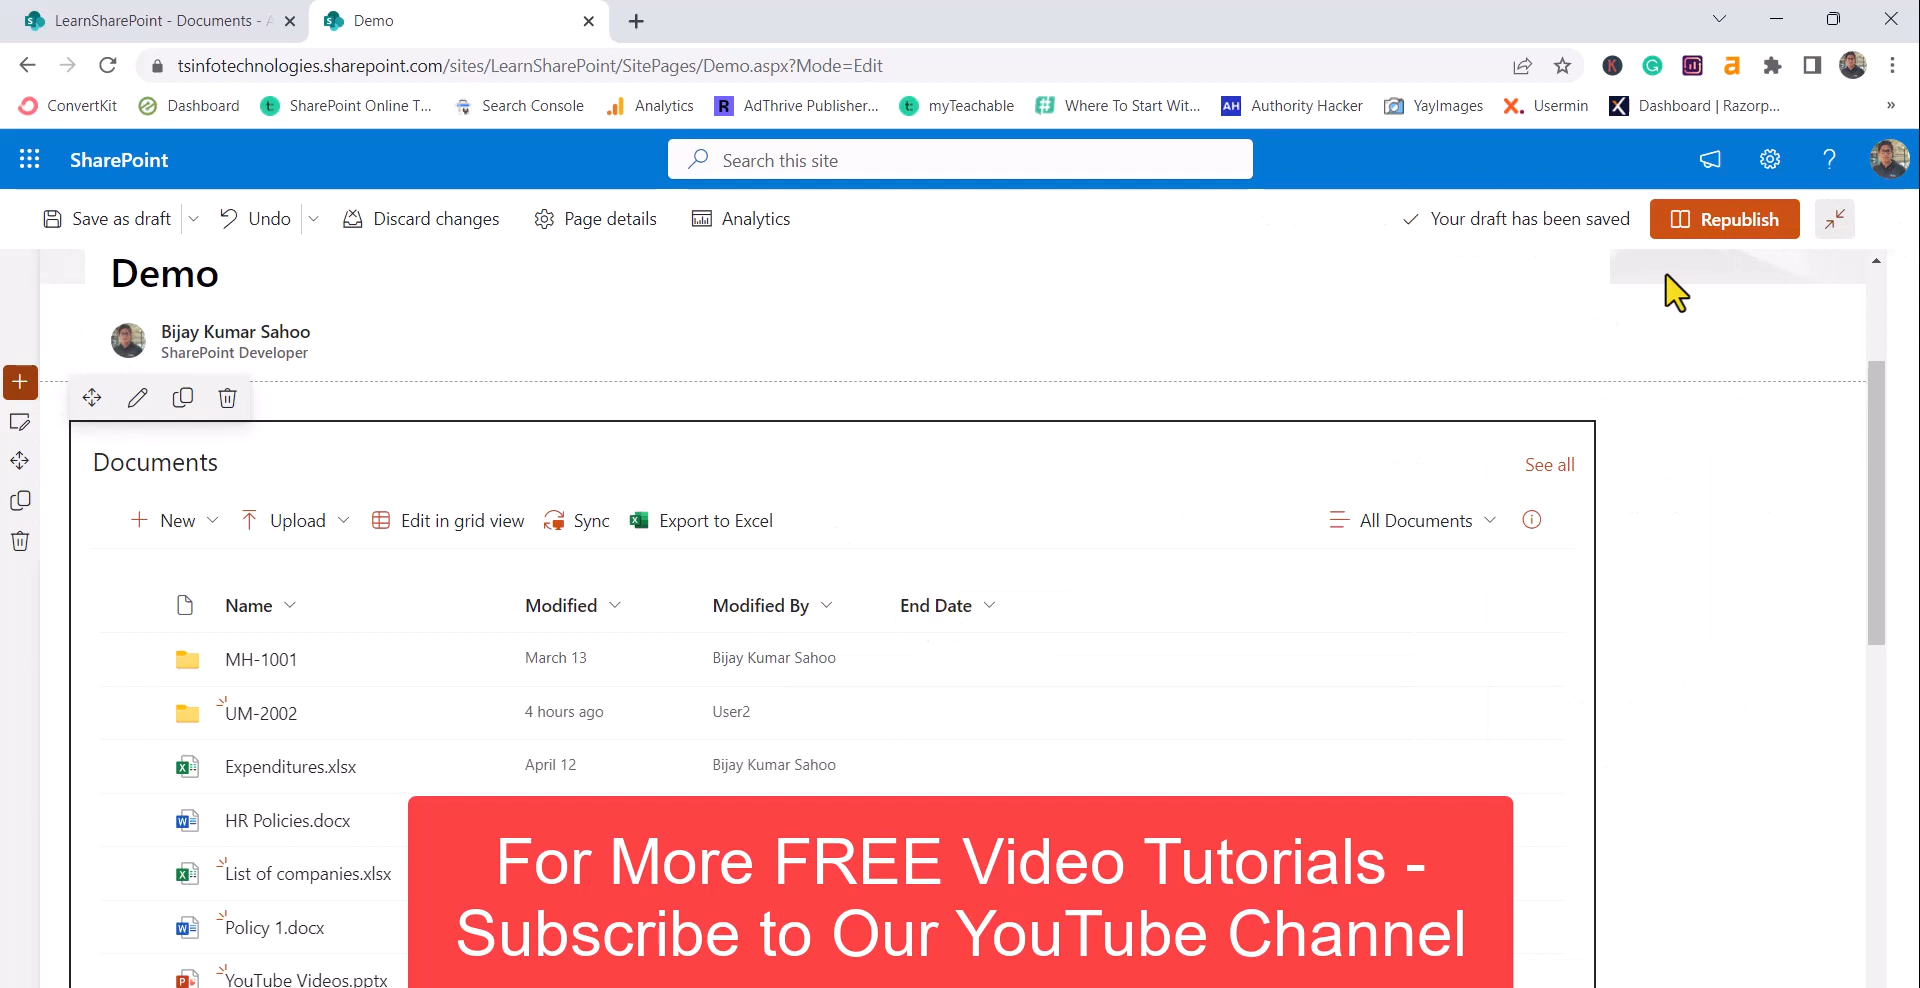 LearnSharePoint - Documents - A
Demo
tsinfotechnologies.sharepoint.com/sites/LearnSharePoint/SitePages/Demo.aspx?Mode=Edit
ConvertKit
Dashboard
SharePoint Online T...
Search Console
Analytics
R
AdThrive Publisher...
myTeachable
Where To Start Wit...
AH
Authority Hacker
YayImages
Usermin
Dashboard | Razorp...
»
SharePoint
Search this site
Save as draft
Undo
Discard changes
Page details
Analytics
Your draft has been saved
Republish
Demo
Bijay Kumar Sahoo
SharePoint Developer
Documents
See all
New
Upload
Edit in grid view
Sync
Export to Excel
All Documents
Name
Modified
Modified By
End Date
MH-1001
March 13
Bijay Kumar Sahoo
UM-2002
4 hours ago
User2
Expenditures.xlsx
April 12
Bijay Kumar Sahoo
HR Policies.docx
List of companies.xlsx
Policy 1.docx
YouTube Videos.pptx
For More FREE Video Tutorials -
Subscribe to Our YouTube Channel